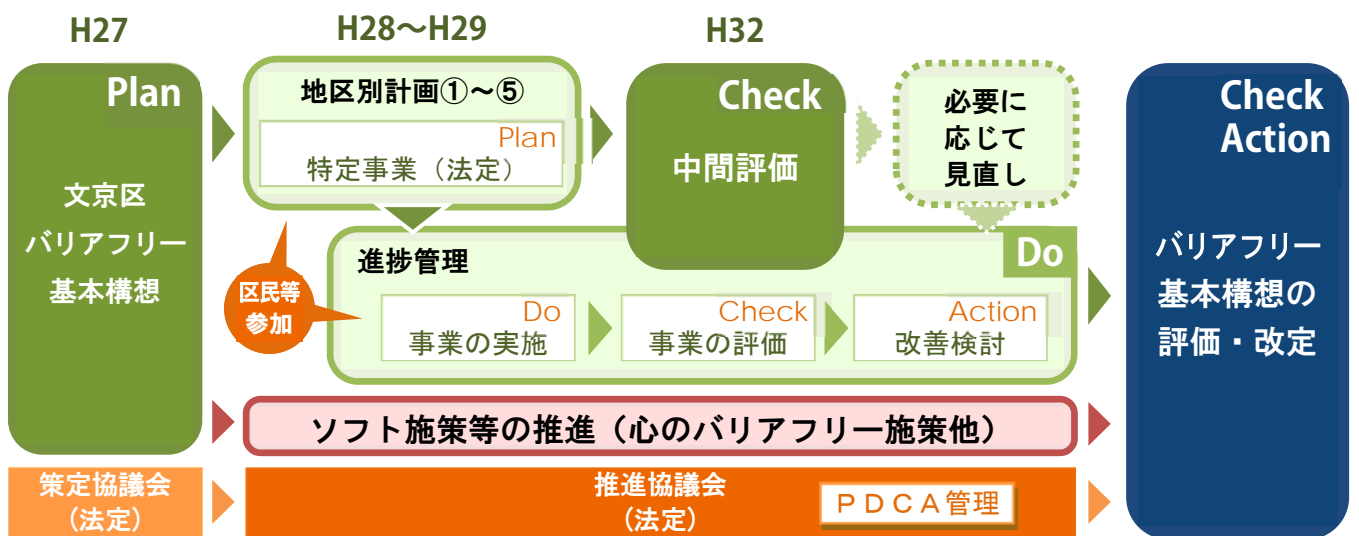 H27
H28～H29
H32
Plan
文京区
バリアフリー
基本構想
地区別計画①～⑤
Plan
特定事業（法定）
Check
中間評価
必要に
応じて
見直し
Check
Action
バリアフリー
基本構想の
評価・改定
区民等
参加
進捗管理
Do
Do
事業の実施
Check
事業の評価
Action
改善検討
ソフト施策等の推進（心のバリアフリー施策他）
策定協議会
（法定）
推進協議会
（法定）
ＰＤＣＡ管理